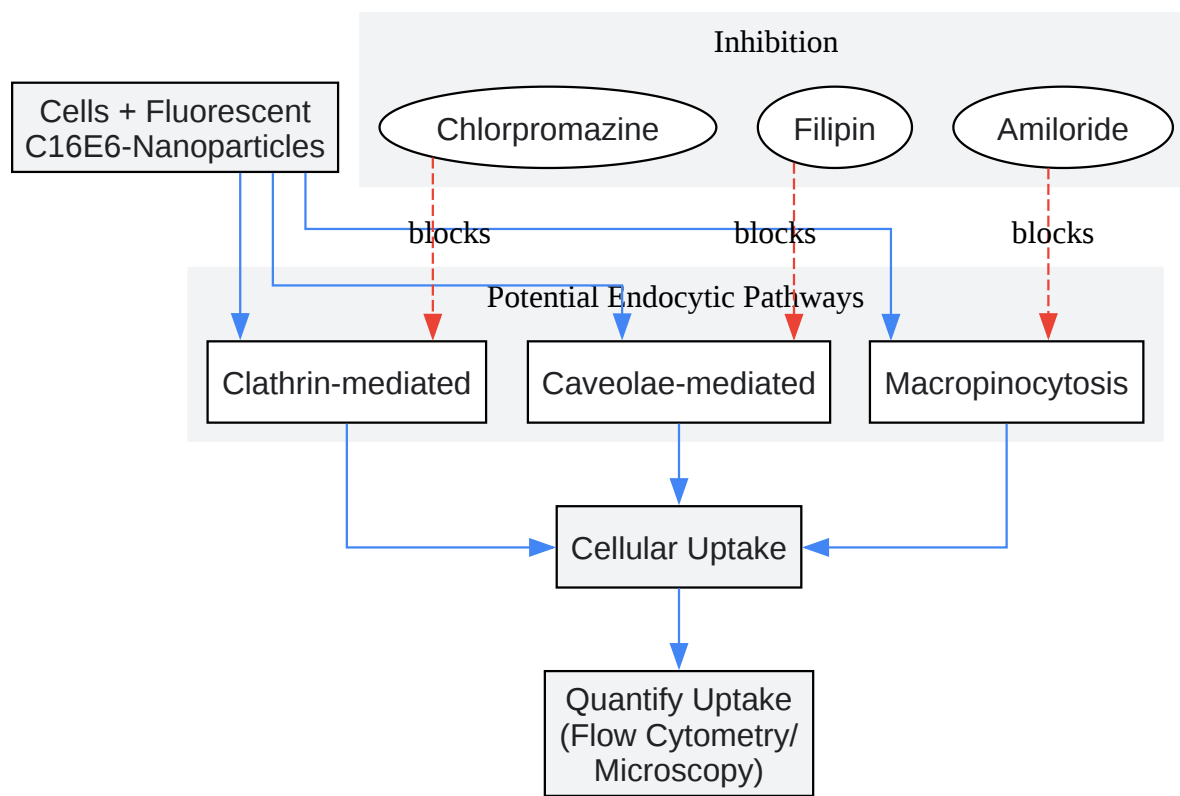 Inhibition
Cells + Fluorescent
C16E6-Nanoparticles
Chlorpromazine
Filipin
Amiloride
blocks
blocks
blocks
Potential Endocytic Pathways
Clathrin-mediated
Caveolae-mediated
Macropinocytosis
Cellular Uptake
Quantify Uptake
(Flow Cytometry/
Microscopy)